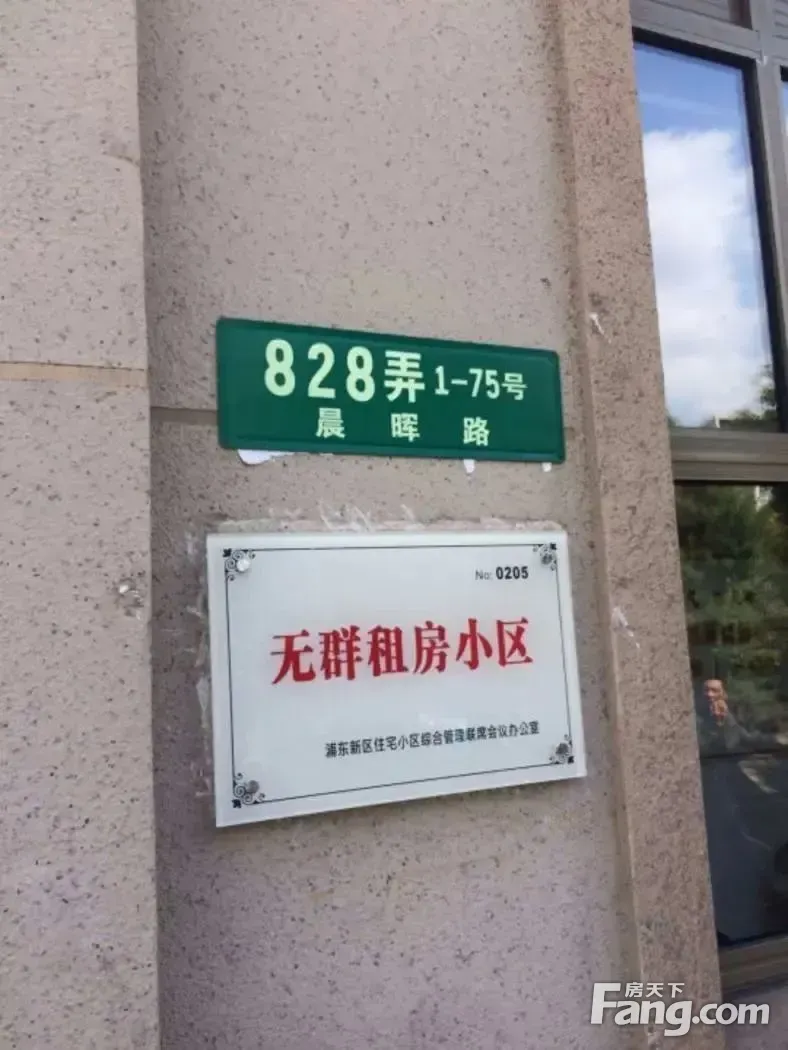 828弄 1-75号
晨晖路
No: 0205
无群租房小区
浦东新区住宅小区综合管理联席会议办公室
房天下
Fang.com